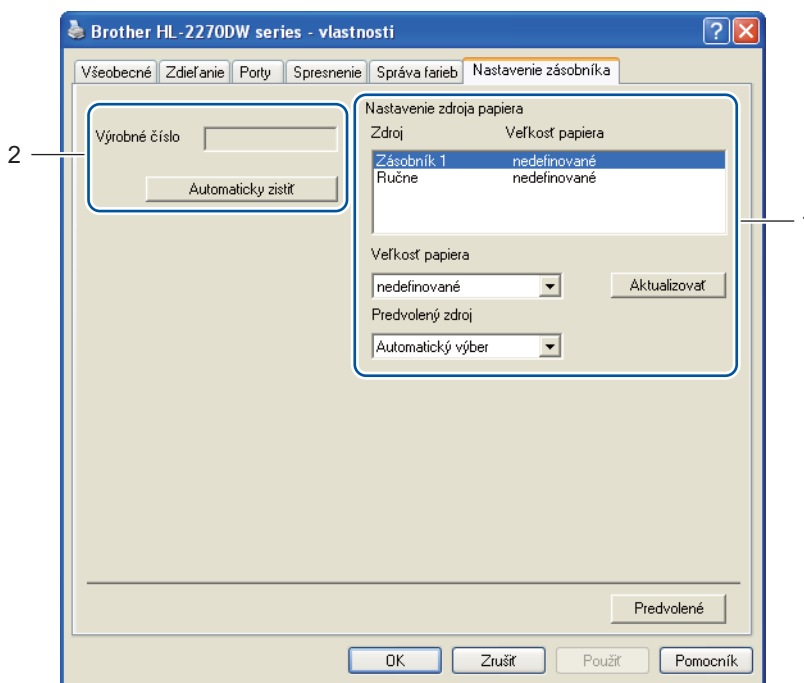 Brother HL-2270DW series - vlastnosti
Všeobecné Zdieľanie Porty Spresnenie Správa farieb Nastavenie zásobníka
2
Výrobné číslo
Automaticky zistiť
Nastavenie zdroja papiera
Zdroj Veľkosť papiera
Zásobník 1 nedefinované
Ručne nedefinované
Veľkosť papiera
nedefinované Aktualizovať
Predvolený zdroj
Automatický výber
Predvolené
OK Zrušiť Použiť Pomocník